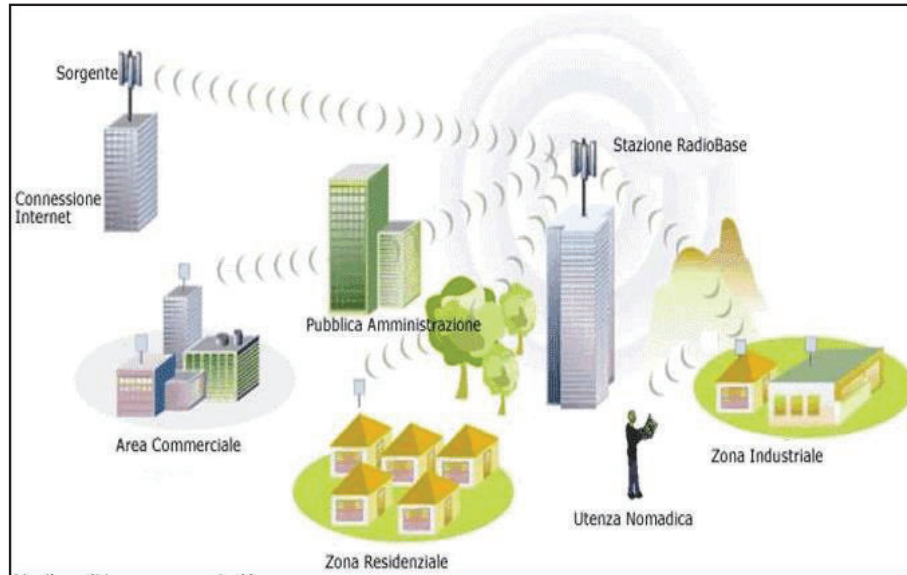 Sorgente
Stazione RadioBase
Connessione
Internet
Pubblica Amministrazione
Area Commerciale
Zona Industriale
Utenza Nomadica
Zona Residenziale